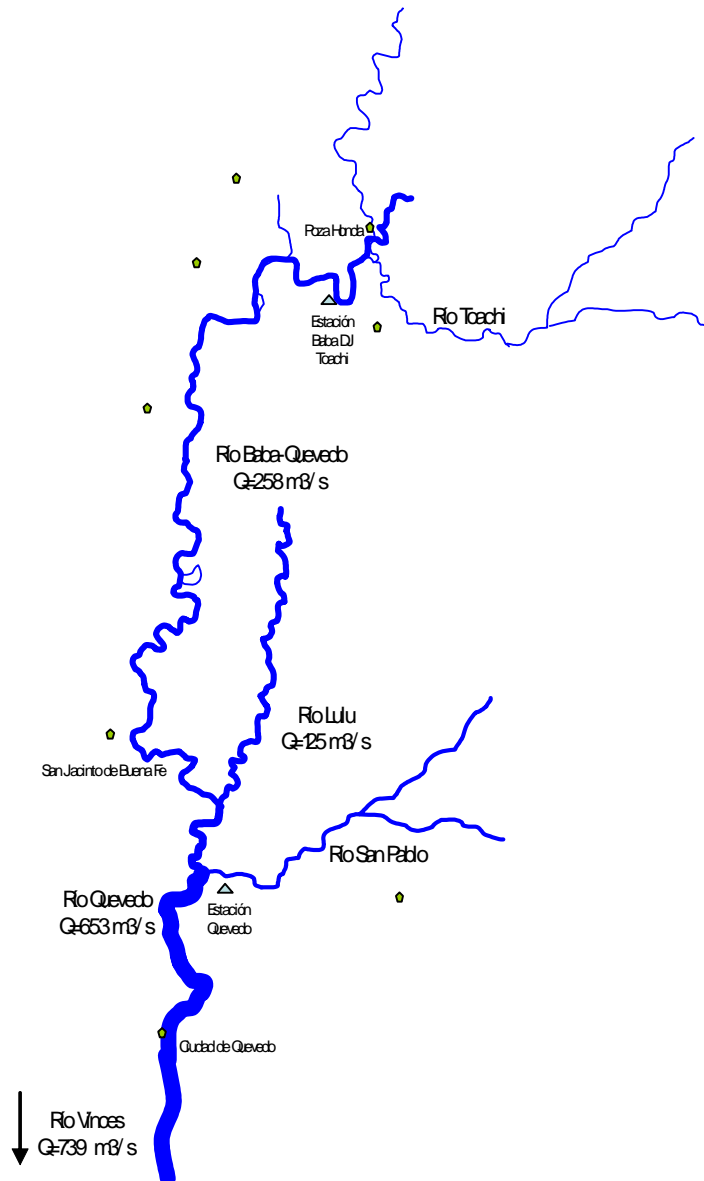 Poza Honda
Río Toachi
Estación
Baba DJ
Toachi
Río Baba-Quevedo
Q=258 m3/s
Río Lulu
Q=125 m3/s
San Jacinto de Buena Fe
Río San Pablo
Río Quevedo
Q=653 m3/s
Estación
Quevedo
Ciudad de Quevedo
Río Vinces
Q=739 m3/s